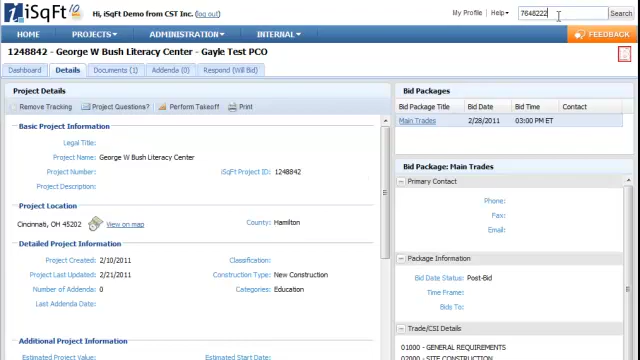 iSqFt 10 Hi, iSqFt Demo from CST Inc. (log out) My Profile | Help 7648222 Search
HOME PROJECTS ADMINISTRATION INTERNAL FEEDBACK
1248842 - George W Bush Literacy Center - Gayle Test PCO
Dashboard Details Documents (1) Addenda (0) Respond (Will Bid)
Project Details
Remove Tracking Project Questions? Perform Takeoff Print
Basic Project Information
Legal Title:
Project Name: George W Bush Literacy Center
Project Number: iSqFt Project ID: 1248842
Project Description:
Project Location
Cincinnati, OH 45202 View on map County: Hamilton
Detailed Project Information
Project Created: 2/10/2011 Classification:
Project Last Updated: 2/21/2011 Construction Type: New Construction
Number of Addenda: 0 Categories: Education
Last Addenda Date:
Additional Project Information
Estimated Value: Estimated Start Date:
Bid Packages
Bid Package Title Bid Date Bid Time Contact
Main Trades 2/28/2011 03:00 PM ET
Bid Package: Main Trades
Primary Contact
Phone:
Fax:
Email:
Package Information
Bid Date Status: Post-Bid
Time Frame:
Bids To:
Trade/CSI Details
01000 - GENERAL REQUIREMENTS
02000 - SITE CONSTRUCTION